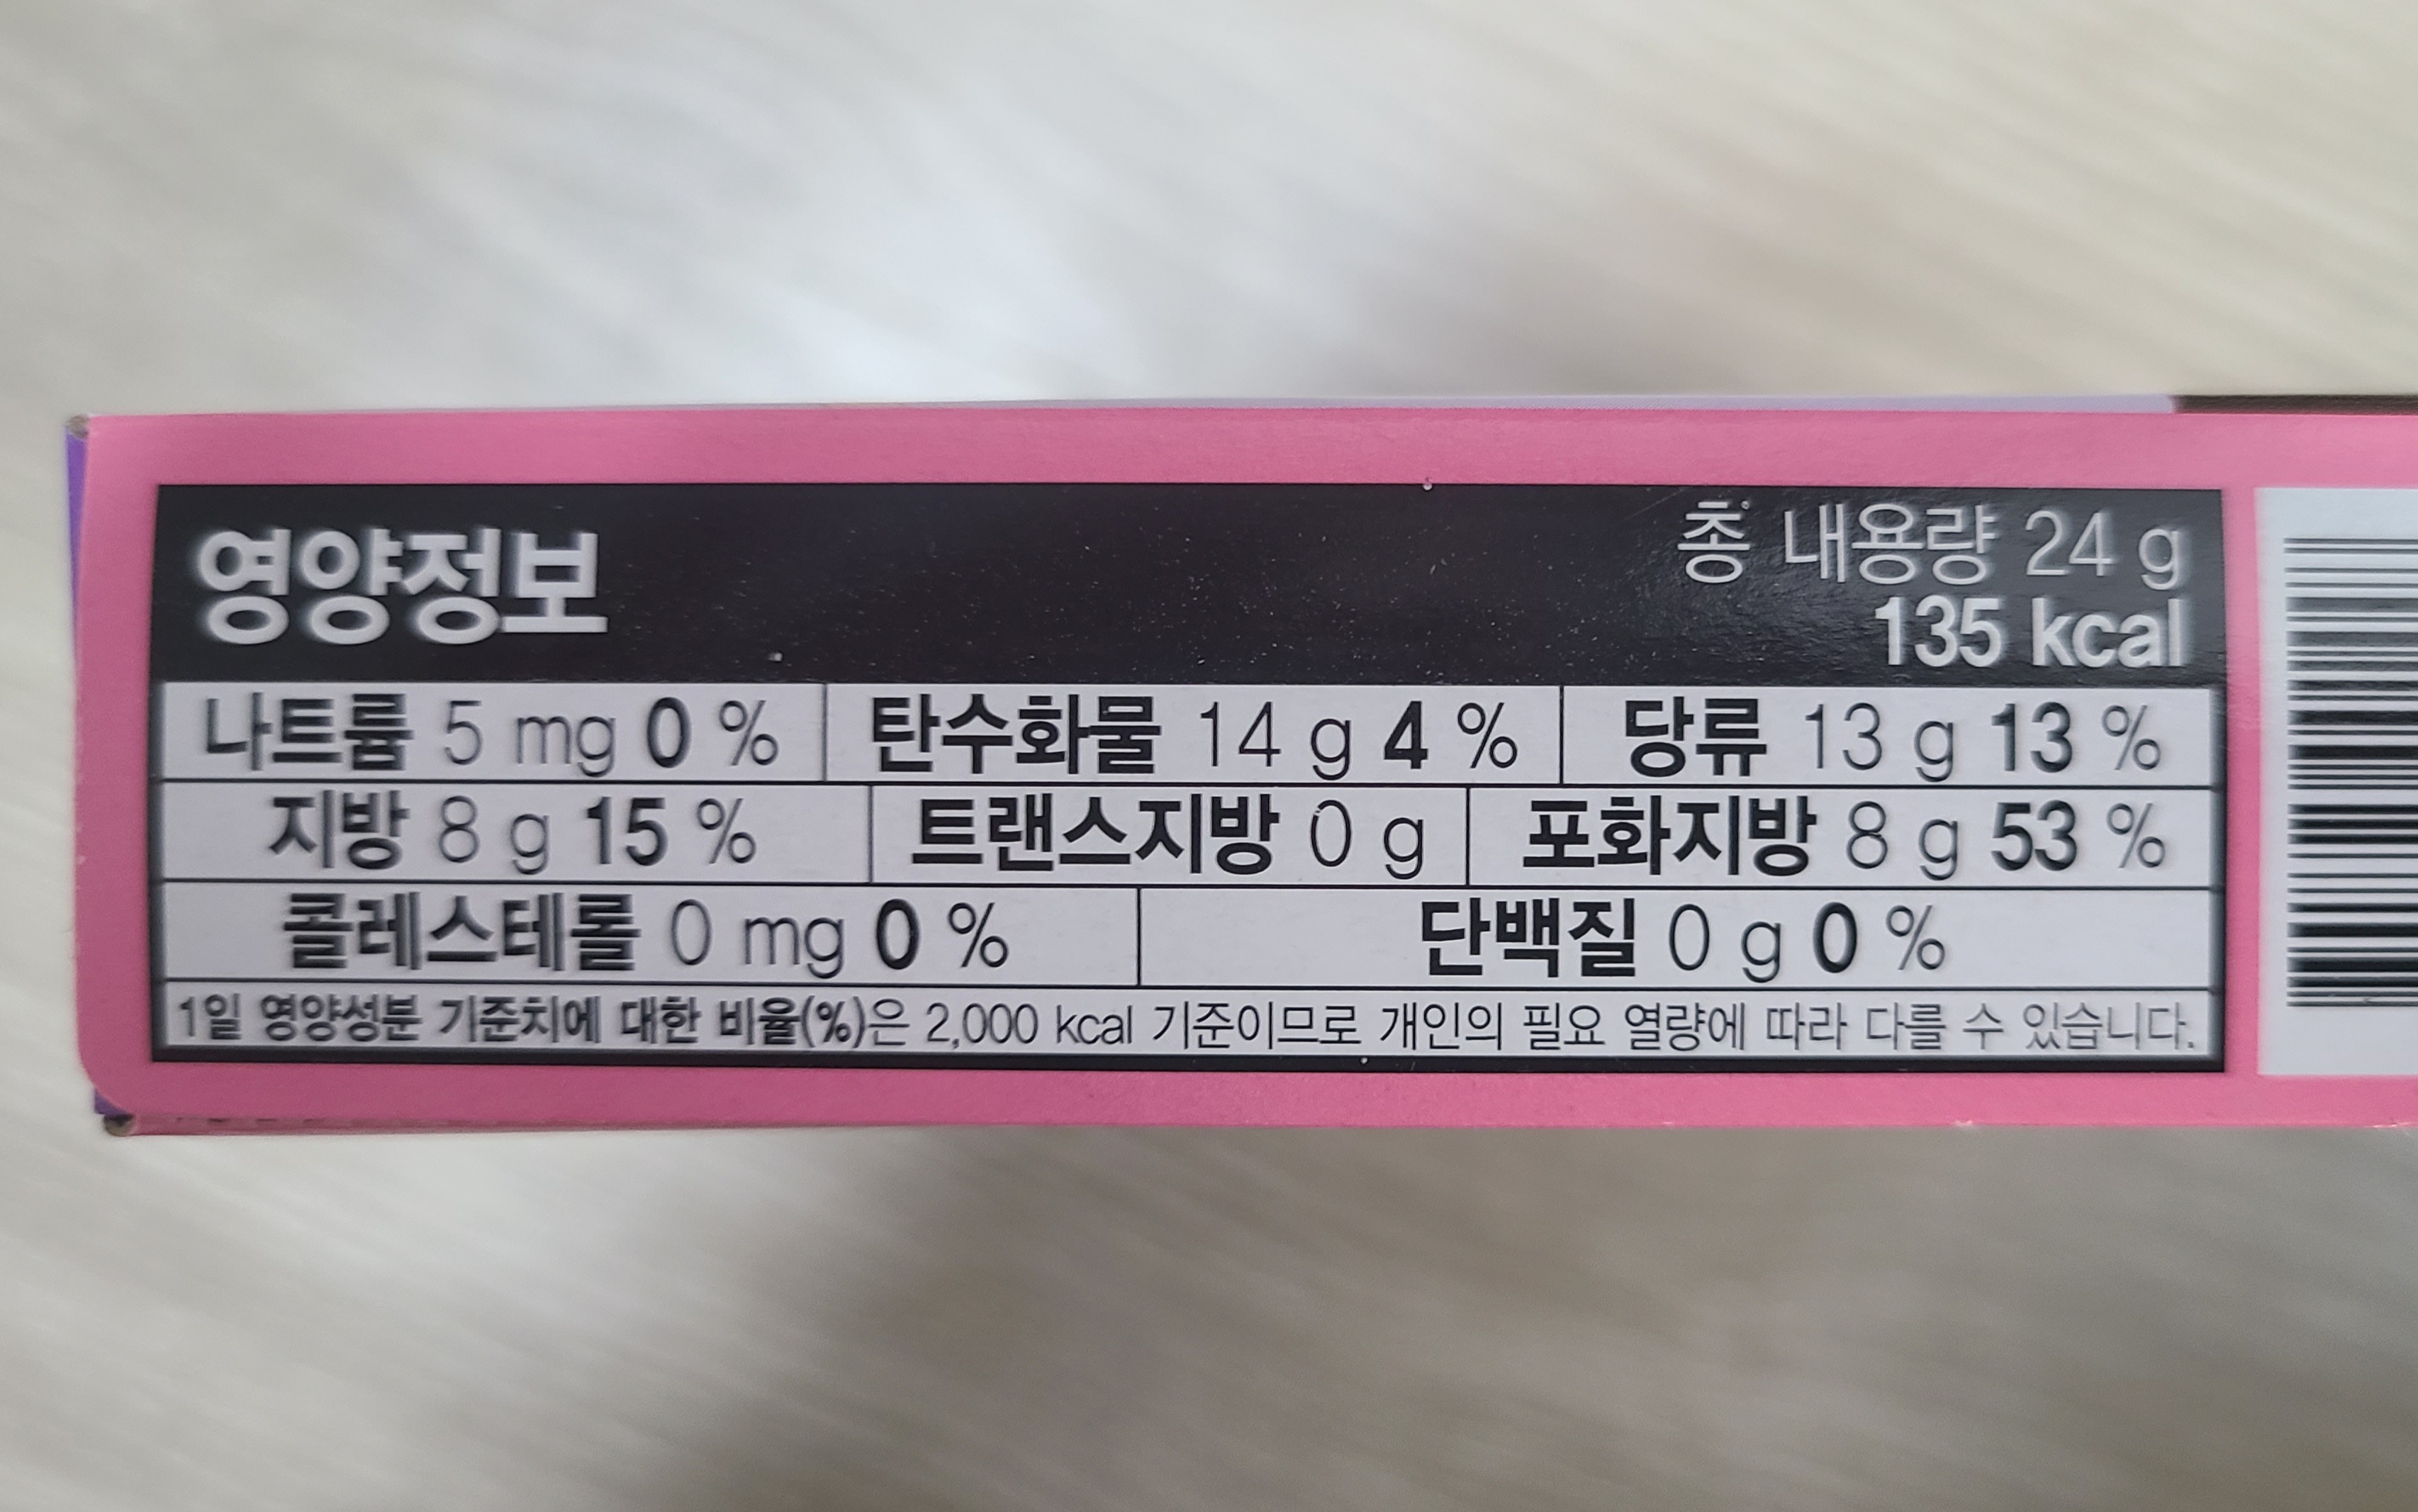 영양정보
총 내용량 24 g
135 kcal
나트륨 5 mg 0 % 탄수화물 14 g 4 % 당류 13 g 13 %
지방 8 g 15 % 트랜스지방 0 g 포화지방 8 g 53 %
콜레스테롤 0 mg 0 % 단백질 0 g 0 %
1일 영양성분 기준치에 대한 비율(%)은 2,000 kcal 기준이므로 개인의 필요 열량에 따라 다를 수 있습니다.